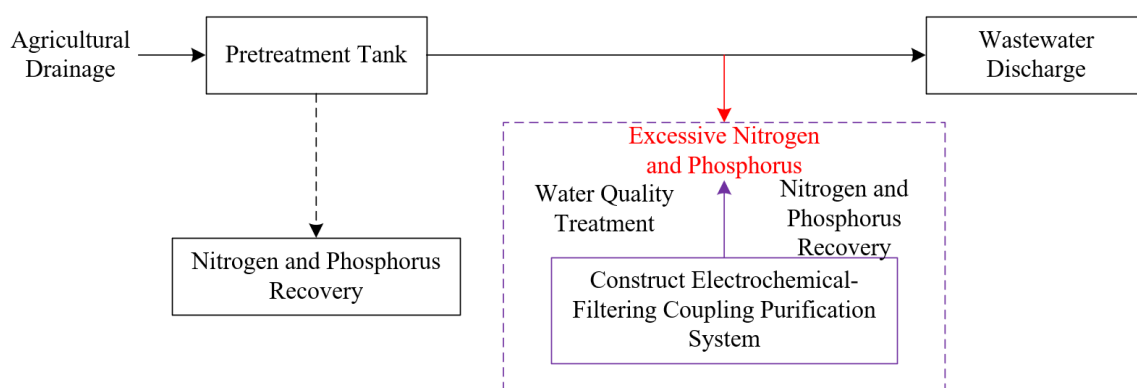 Agricultural
Drainage
Pretreatment Tank
Wastewater
Discharge
Excessive Nitrogen
and Phosphorus
Water Quality
Treatment
Nitrogen and
Phosphorus
Recovery
Nitrogen and Phosphorus
Recovery
Construct Electrochemical-
Filtering Coupling Purification
System